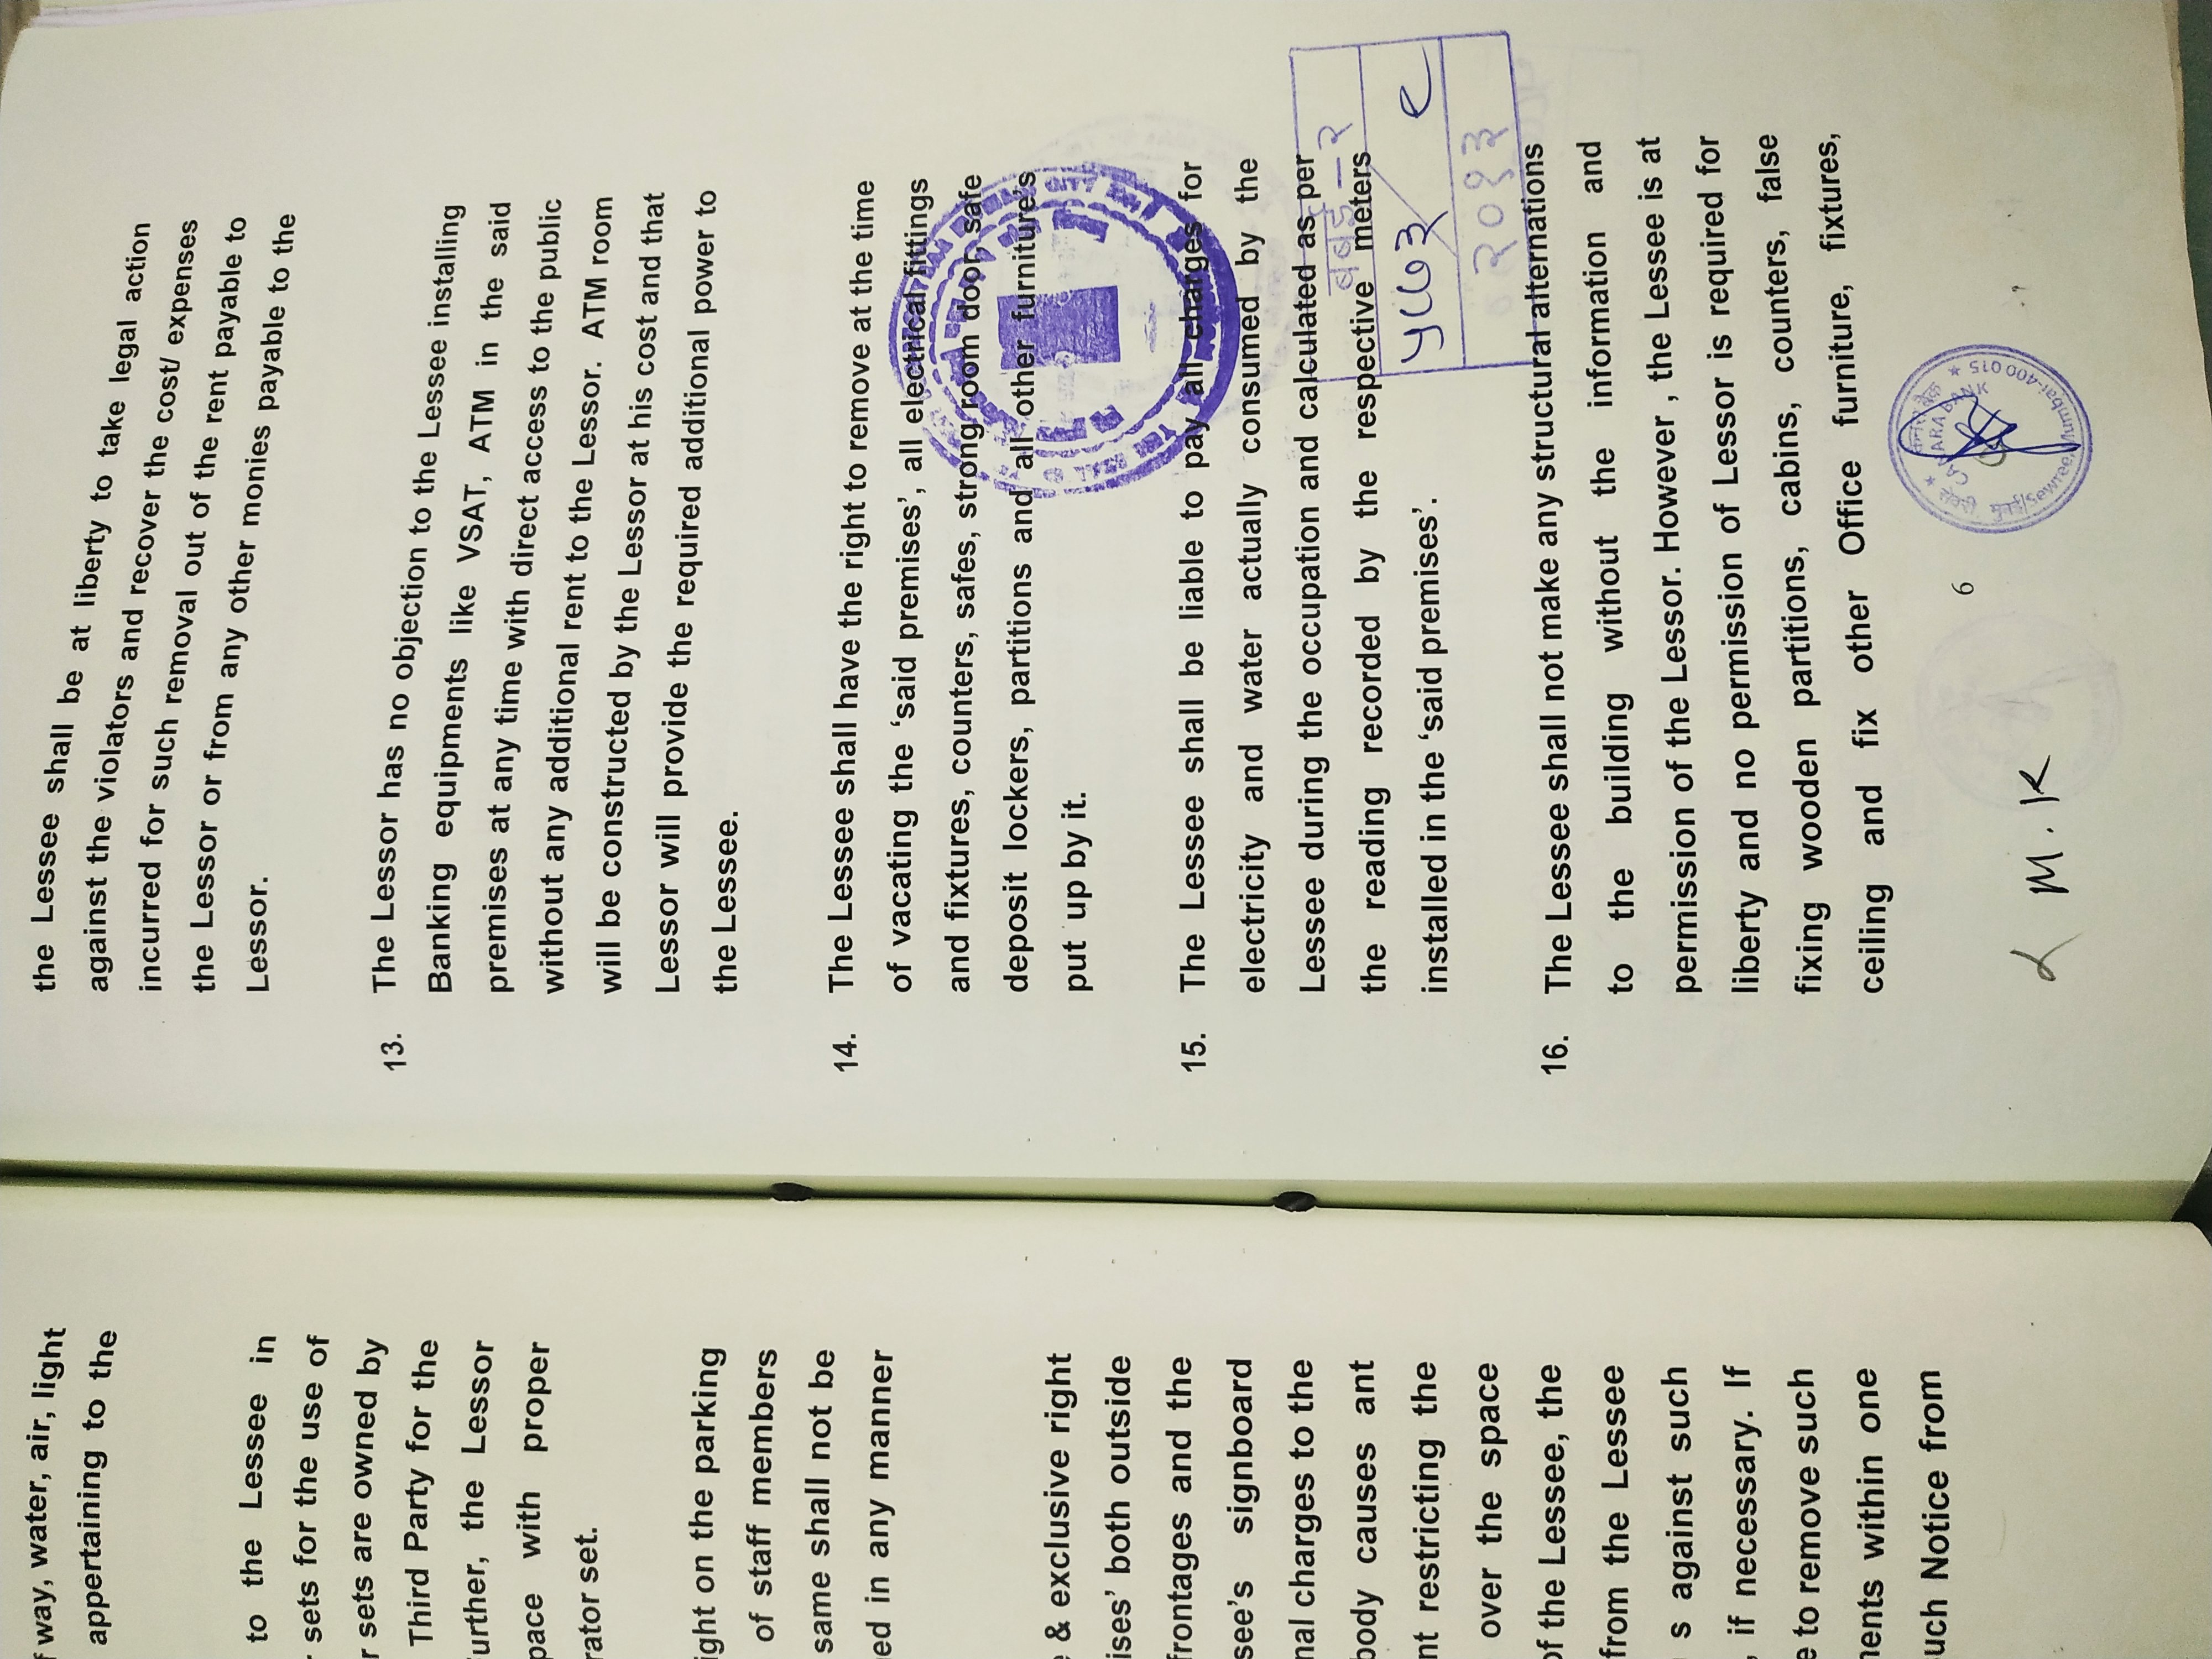 f way, water, air, light
appertaining to the
to the Lessee in
sets for the use of
r sets are owned by
Third Party for the
urther, the Lessor
pace with proper
rator set.
ight on the parking
of staff members
same shall not be
ed in any manner
e & exclusive right
ises’ both outside
frontages and the
see’s signboard
nal charges to the
body causes ant
nt restricting the
over the space
of the Lessee, the
from the Lessee
s against such
, if necessary. If
e to remove such
nents within one
uch Notice from
the Lessee shall be at liberty to take legal action
against the violators and recover the cost/ expenses
incurred for such removal out of the rent payable to
the Lessor or from any other monies payable to the
Lessor.
13. The Lessor has no objection to the Lessee installing
Banking equipments like VSAT, ATM in the said
premises at any time with direct access to the public
without any additional rent to the Lessor. ATM room
will be constructed by the Lessor at his cost and that
Lessor will provide the required additional power to
the Lessee.
14. The Lessee shall have the right to remove at the time
of vacating the ‘said premises’, all electrical fittings
and fixtures, counters, safes, strong room door, safe
deposit lockers, partitions and all other furniture’s
put up by it.
15. The Lessee shall be liable to pay all charges for
electricity and water actually consumed by the
Lessee during the occupation and calculated as per
the reading recorded by the respective meters
installed in the ‘said premises’.
बबई - २
५७३ ९
२०१३
16. The Lessee shall not make any structural alternations
to the building without the information and
permission of the Lessor. However , the Lessee is at
liberty and no permission of Lessor is required for
fixing wooden partitions, cabins, counters, false
ceiling and fix other Office furniture, fixtures,
6
CANARA BANK
सेवरी, मुंबई/Sewree, Mumbai-400 015
M.K